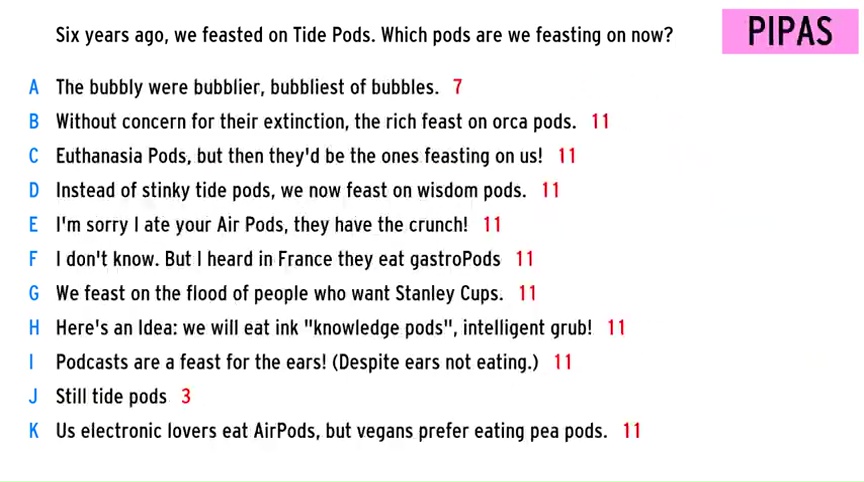 Six years ago, we feasted on Tide Pods. Which pods are we feasting on now?
PIPAS
A The bubbly were bubblier, bubbliest of bubbles. 7
B Without concern for their extinction, the rich feast on orca pods. 11
C Euthanasia Pods, but then they'd be the ones feasting on us! 11
D Instead of stinky tide pods, we now feast on wisdom pods. 11
E I'm sorry I ate your Air Pods, they have the crunch! 11
F I don't know. But I heard in France they eat gastroPods 11
G We feast on the flood of people who want Stanley Cups. 11
H Here's an Idea: we will eat ink "knowledge pods", intelligent grub! 11
I Podcasts are a feast for the ears! (Despite ears not eating.) 11
J Still tide pods 3
K Us electronic lovers eat AirPods, but vegans prefer eating pea pods. 11